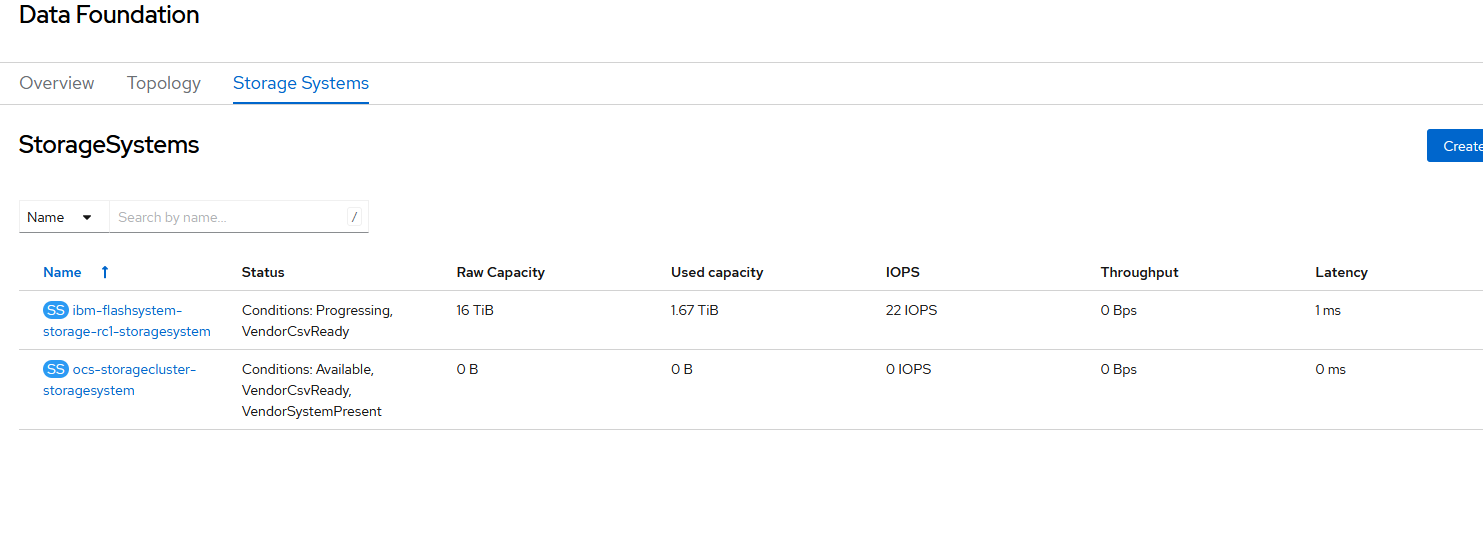 Data Foundation
Overview Topology Storage Systems
StorageSystems
Create
Name Search by name... /
Name Status Raw Capacity Used capacity IOPS Throughput Latency
SS ibm-flashsystem- Conditions: Progressing, 16 TiB 1.67 TiB 22 IOPS 0 Bps 1 ms
storage-rc1-storagesystem VendorCsvReady
SS ocs-storagecluster- Conditions: Available, 0 B 0 B 0 IOPS 0 Bps 0 ms
storagesystem VendorCsvReady,
VendorSystemPresent